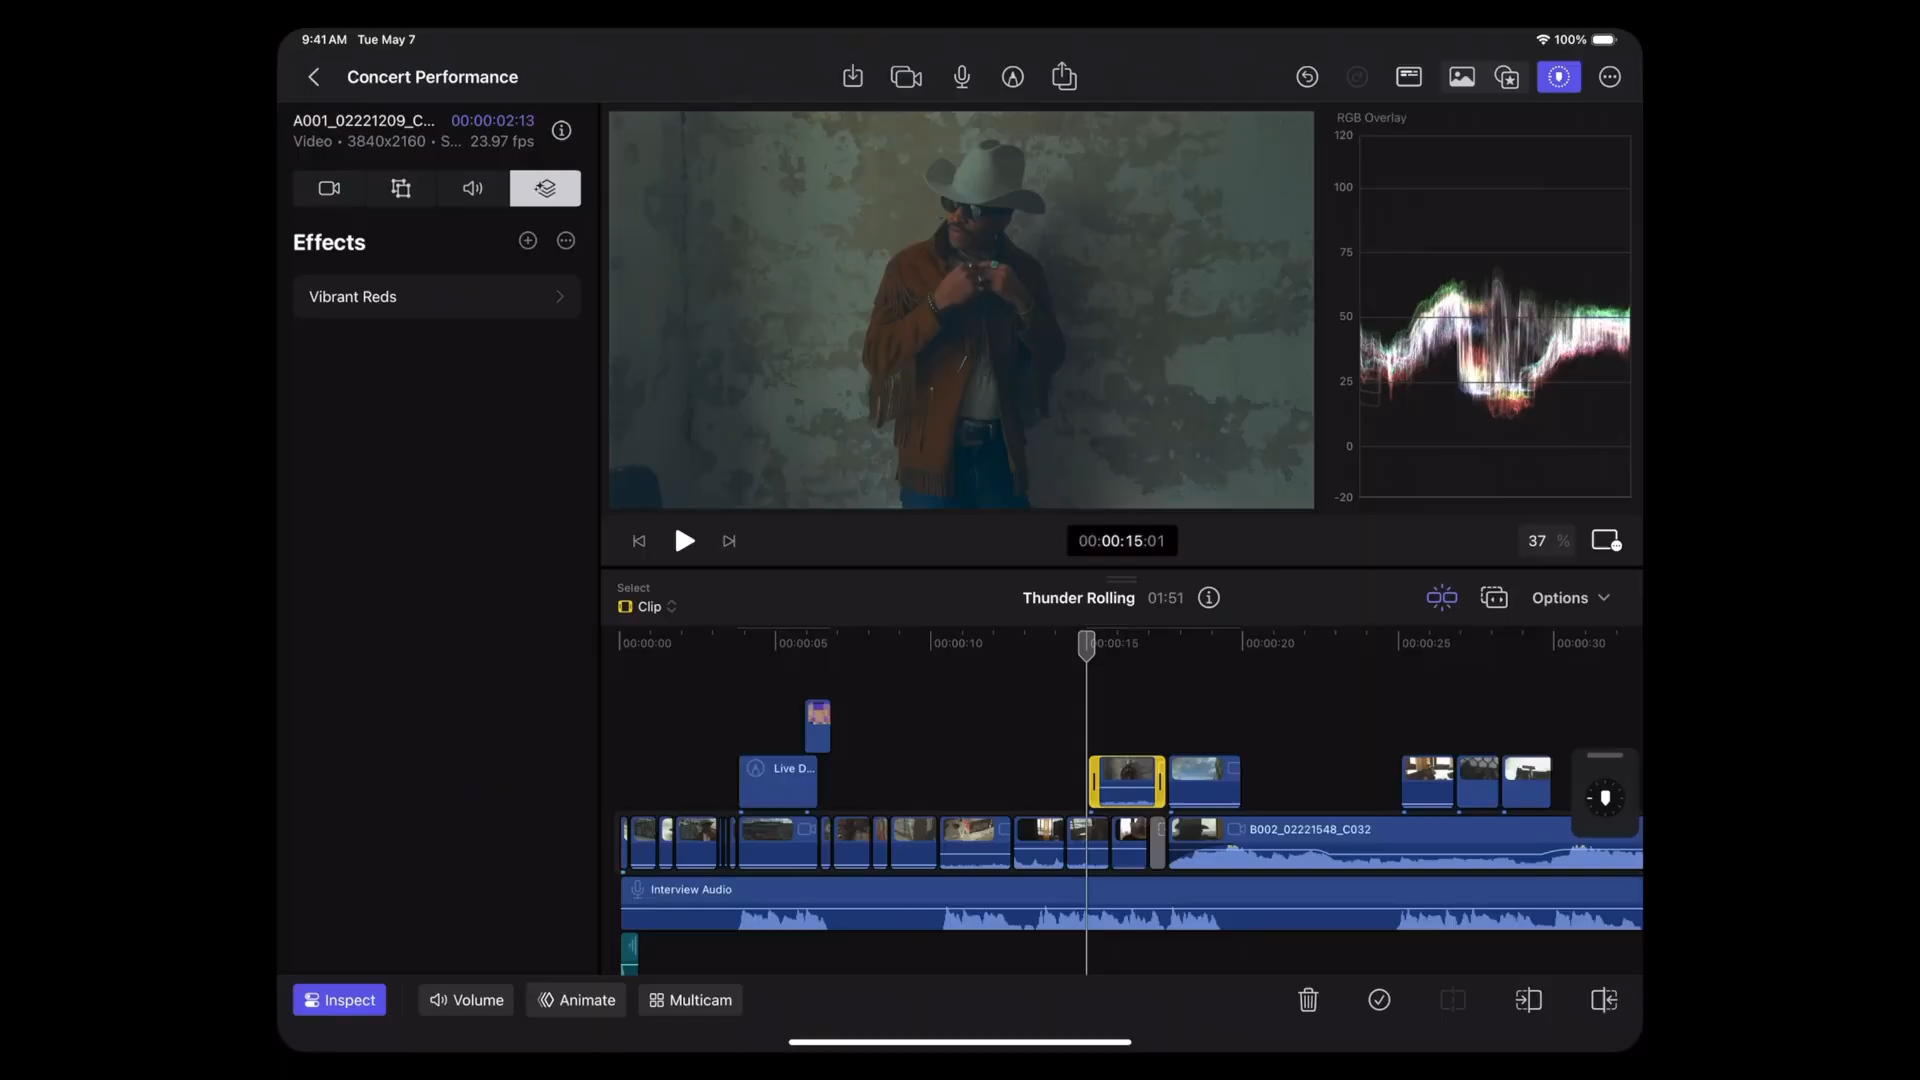 9:41 AM Tue May 7
100%
Concert Performance
A001_02221209_C... 00:00:02:13
Video • 3840x2160 • S... 23.97 fps
Effects
Vibrant Reds
RGB Overlay
120
100
75
50
25
0
-20
00:00:15:01
37 %
Select
Clip
Thunder Rolling 01:51
Options
00:00:00
00:00:05
00:00:10
00:00:15
00:00:20
00:00:25
00:00:30
Live D...
B002_02221548_C032
Interview Audio
Inspect
Volume
Animate
Multicam